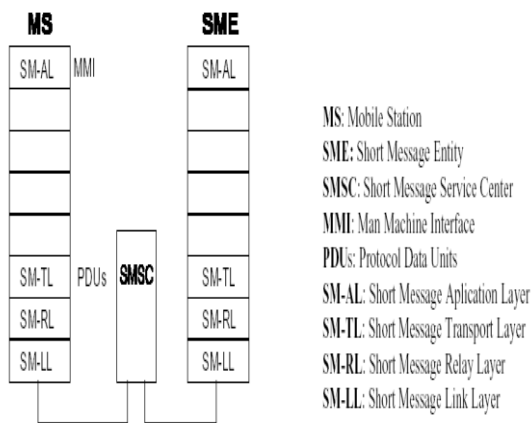 MS
SME
SM-AL
MMI
SM-AL
SM-TL
PDUs
SMSC
SM-TL
SM-RL
SM-RL
SM-LL
SM-LL
MS: Mobile Station
SME: Short Message Entity
SMSC: Short Message Service Center
MMI: Man Machine Interface
PDUs: Protocol Data Units
SM-AL: Short Message Aplication Layer
SM-TL: Short Message Transport Layer
SM-RL: Short Message Relay Layer
SM-LL: Short Message Link Layer